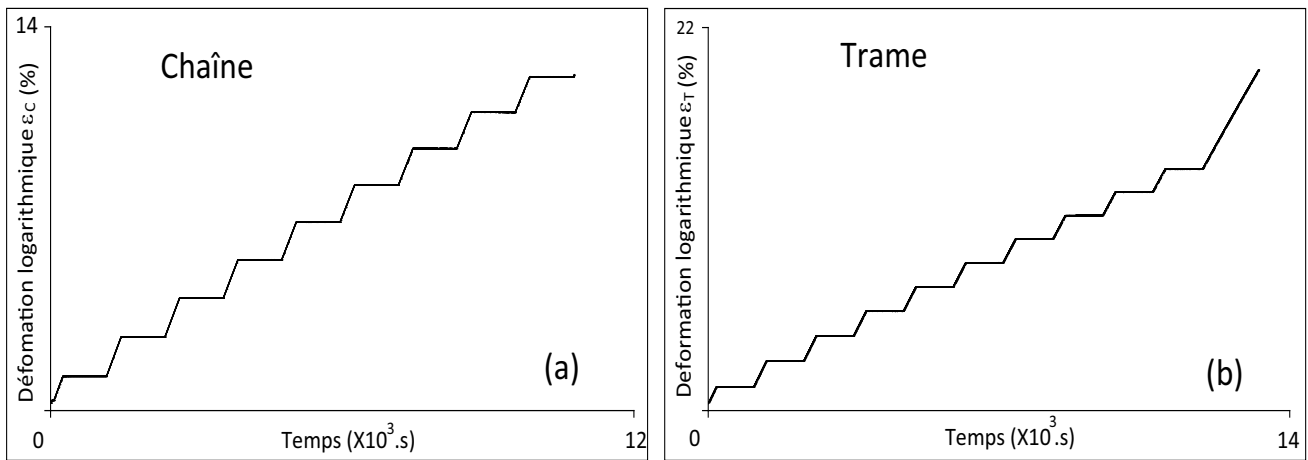 14
Chaîne
Défomation logarithmique εC (%)
(a)
0
Temps (X10³.s)
12
22
Trame
Deformation logarithmique εT (%)
(b)
0
Temps (X10³.s)
14